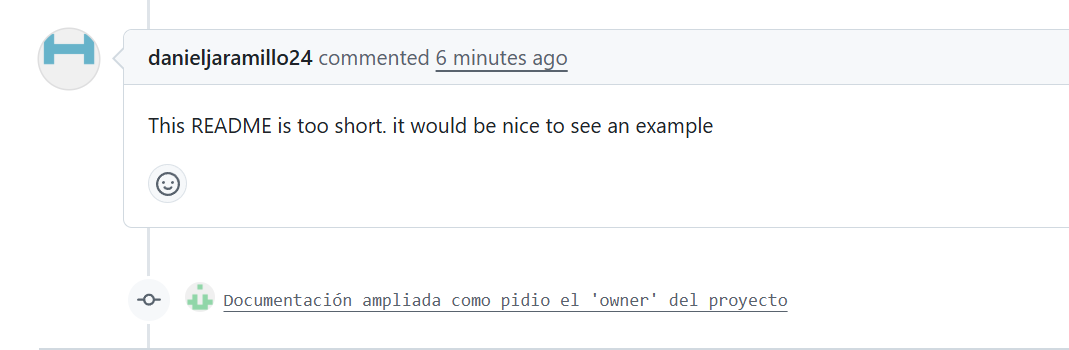 danieljaramillo24 commented 6 minutes ago
This README is too short. it would be nice to see an example
Documentación ampliada como pidio el 'owner' del proyecto